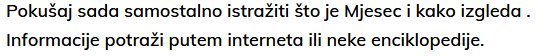 Pokušaj sada samostalno istražiti što je Mjesec i kako izgleda .
Informacije potraži putem interneta ili neke enciklopedije.